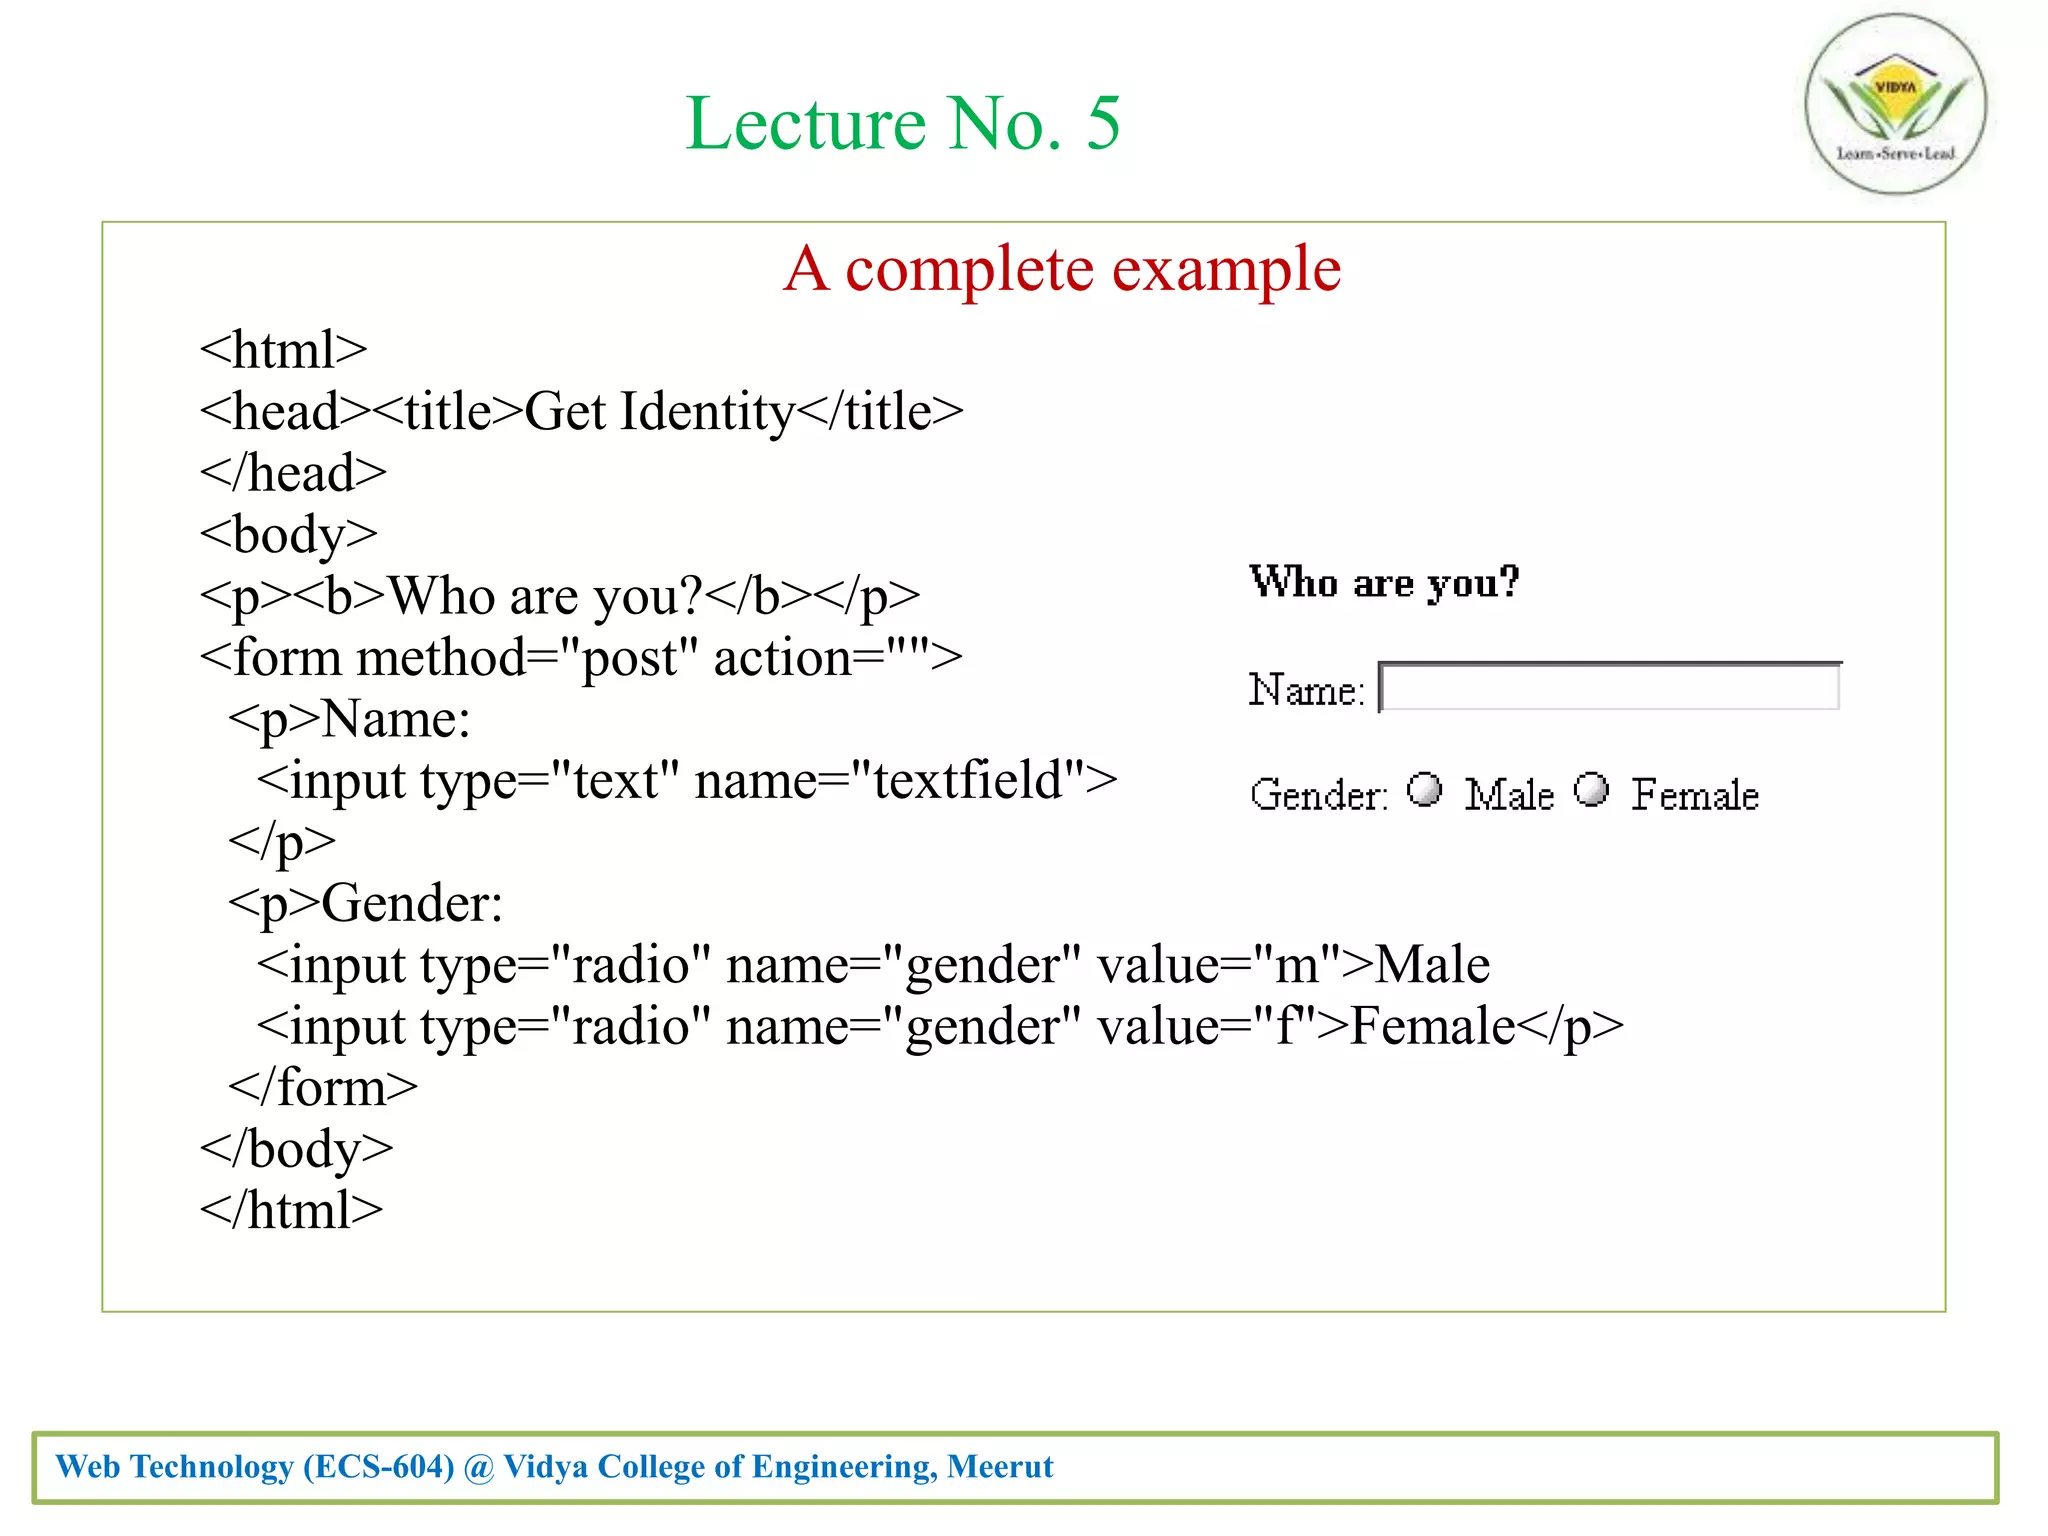 Lecture No. 5
VIDYA
Learn•Serve•Lead
A complete example
<html>
<head><title>Get Identity</title>
</head>
<body>
<p><b>Who are you?</b></p>
<form method="post" action="">
<p>Name:
<input type="text" name="textfield">
</p>
<p>Gender:
<input type="radio" name="gender" value="m">Male
<input type="radio" name="gender" value="f">Female</p>
</form>
</body>
</html>
Who are you?
Name:
Gender: Male Female
Web Technology (ECS-604) @ Vidya College of Engineering, Meerut